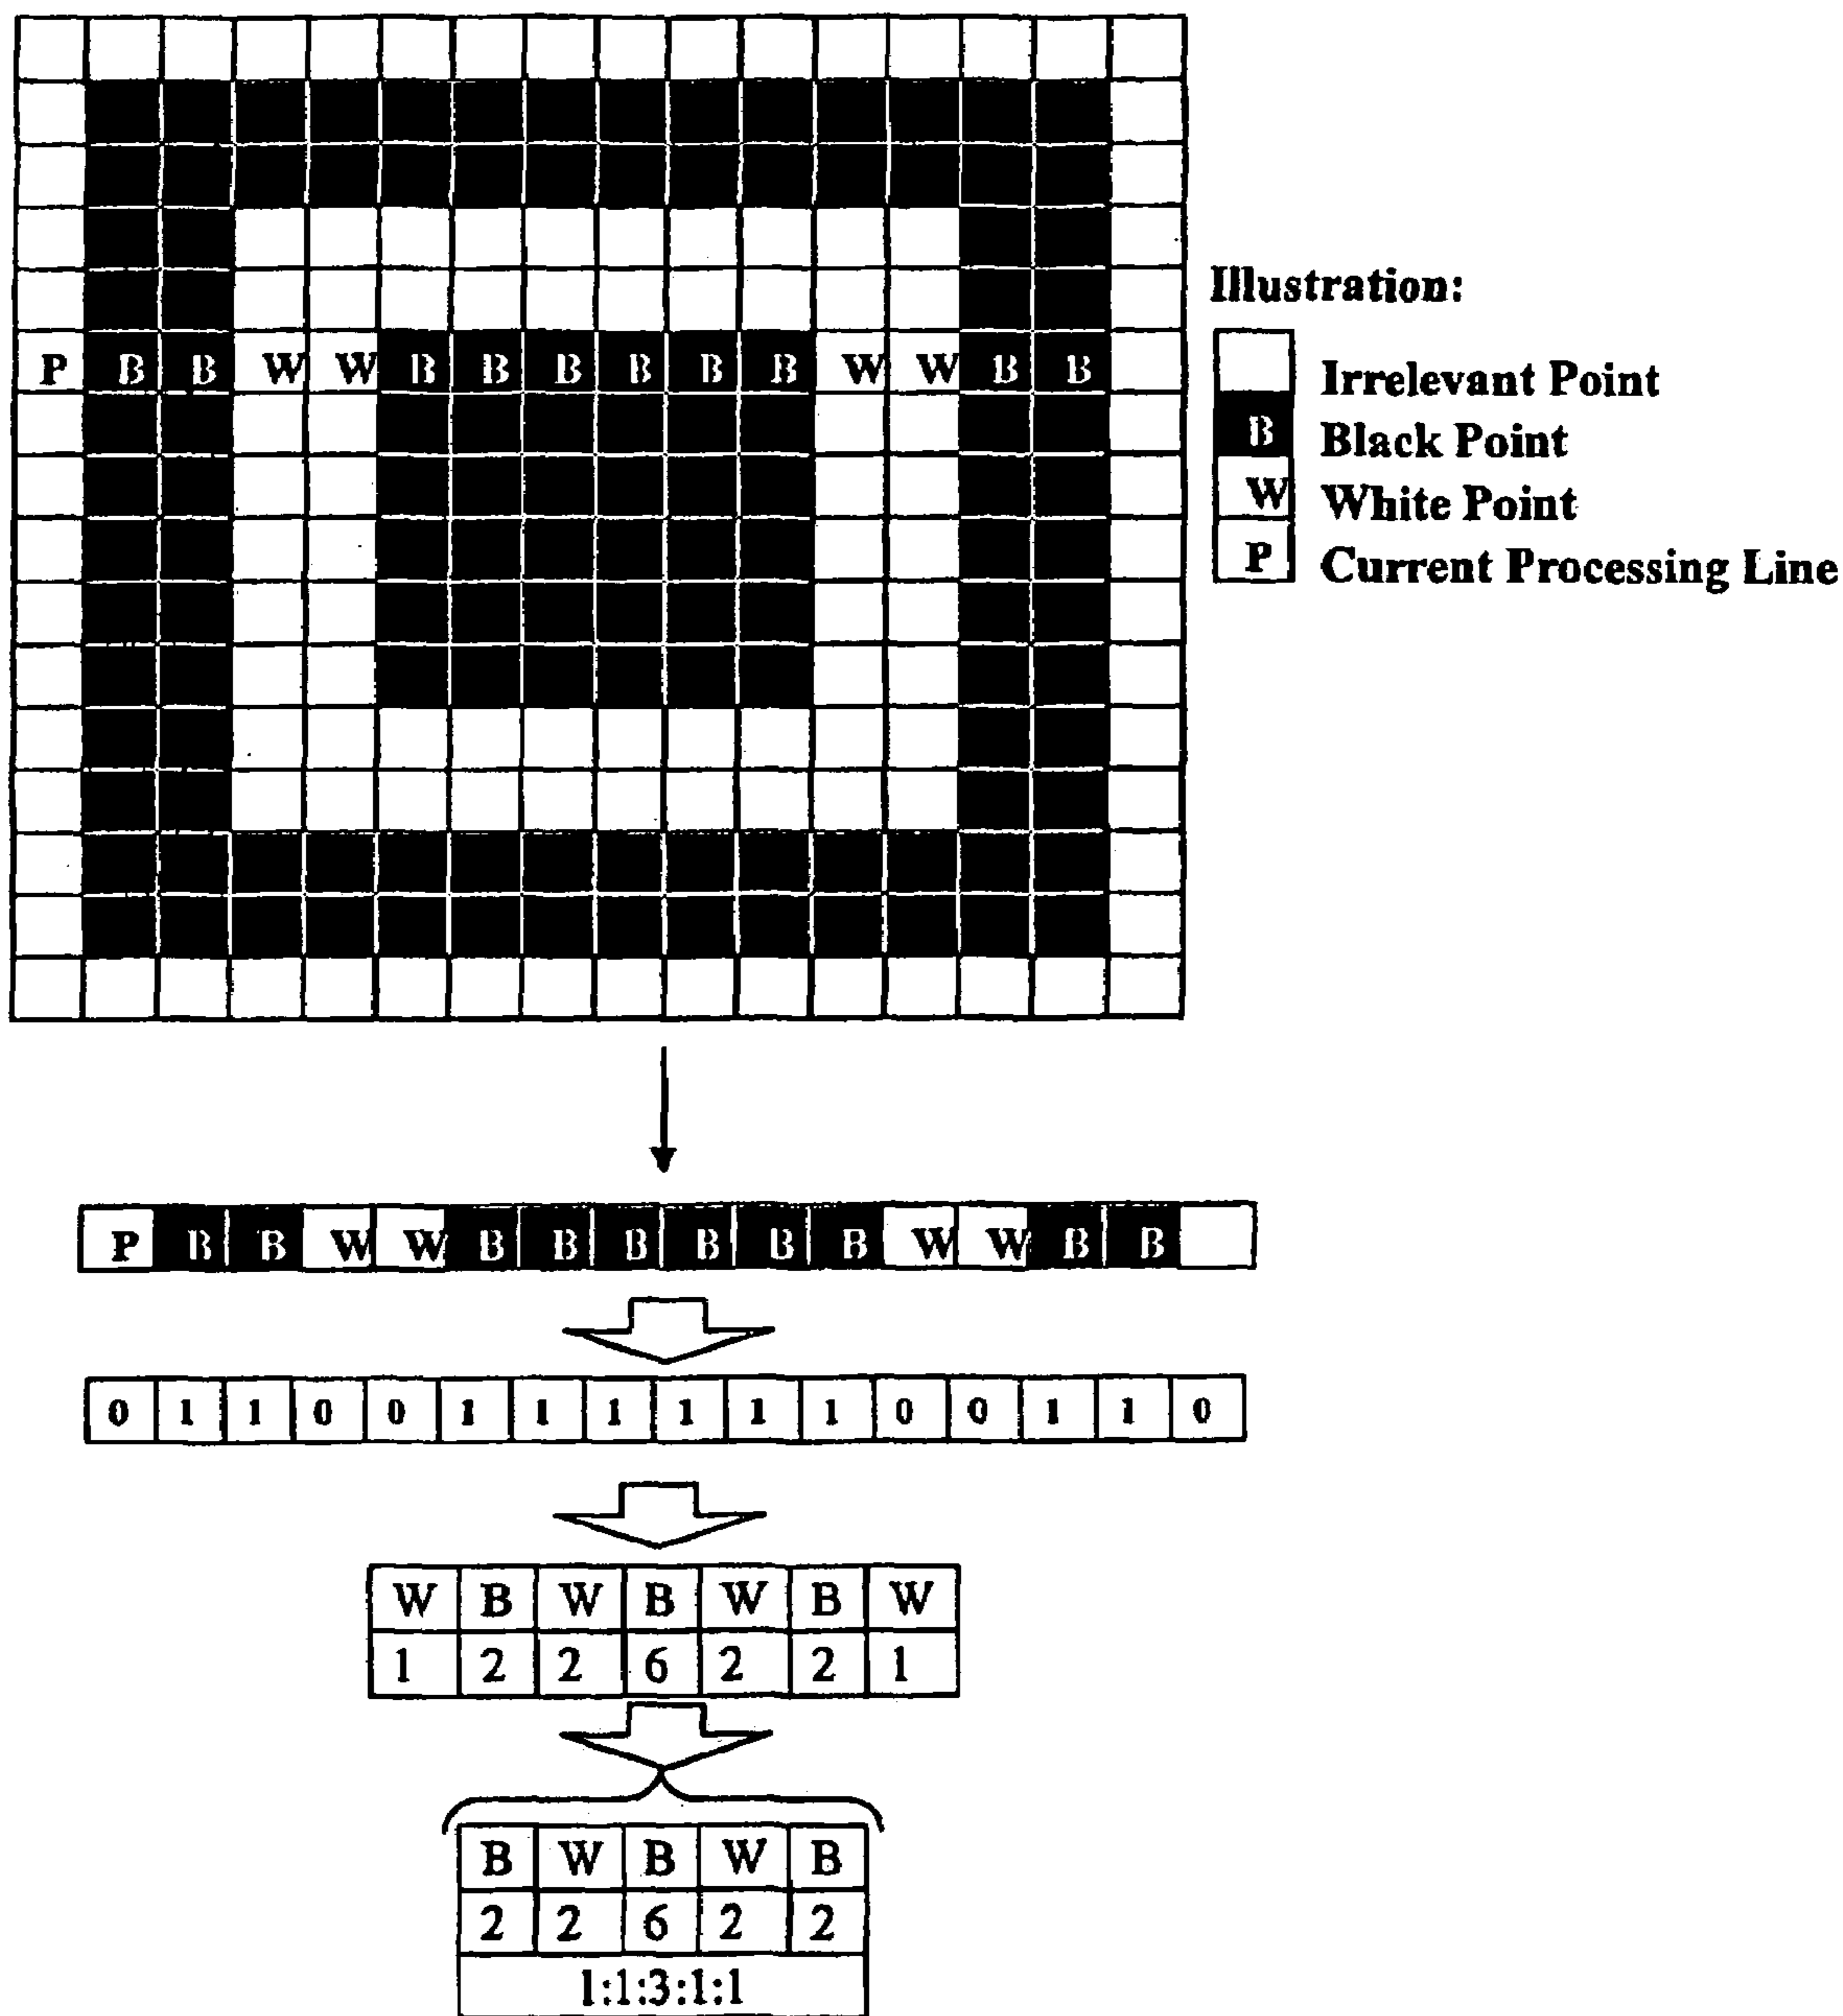 Illustration:
P B B W W B B B B B B W W B B
Irrelevant Point
B Black Point
W White Point
P Current Processing Line
P B B W W B B B B B B W W B B
0 1 1 0 0 1 1 1 1 1 1 0 0 1 1 0
W B W B W B W
1 2 2 6 2 2 1
B W B W B
2 2 6 2 2
1:1:3:1:1